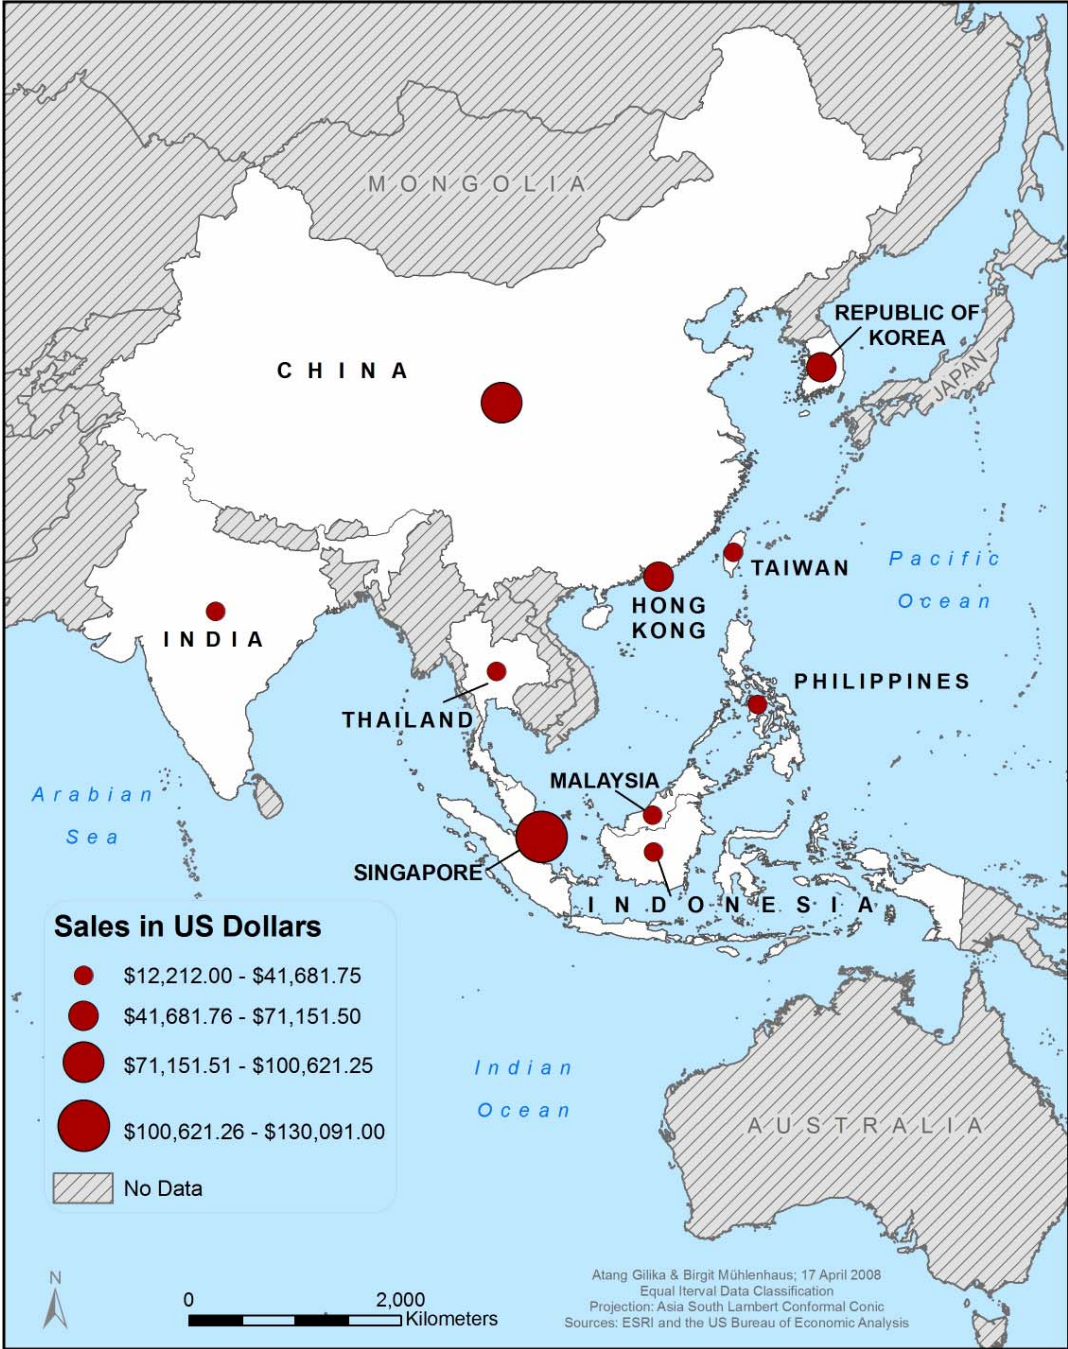 MONGOLIA
REPUBLIC OF
KOREA
JAPAN
CHINA
TAIWAN
Pacific
Ocean
HONG
KONG
INDIA
PHILIPPINES
THAILAND
MALAYSIA
Arabian
Sea
SINGAPORE
INDONESIA
Sales in US Dollars
$12,212.00 - $41,681.75
$41,681.76 - $71,151.50
$71,151.51 - $100,621.25
$100,621.26 - $130,091.00
No Data
Indian
Ocean
AUSTRALIA
N
0 2,000
Kilometers
Atang Gilika & Birgit Mühlenhaus; 17 April 2008
Equal Iterval Data Classification
Projection: Asia South Lambert Conformal Conic
Sources: ESRI and the US Bureau of Economic Analysis